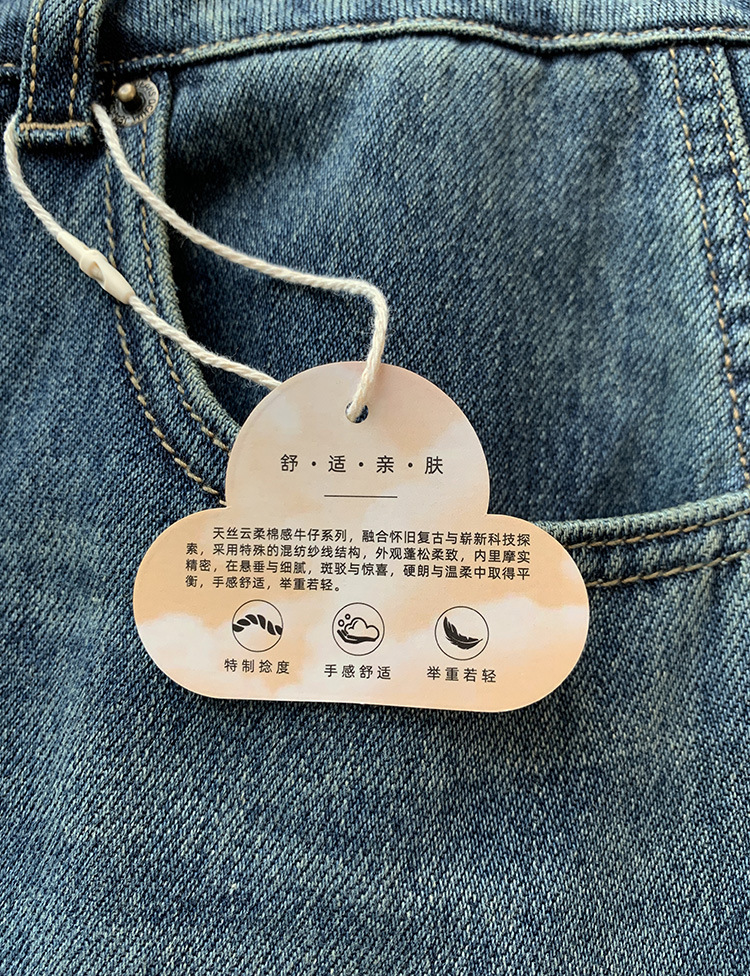 舒·适·亲·肤
天丝云柔棉感牛仔系列，融合怀旧复古与崭新科技探
索，采用特殊的混纺纱线结构，外观蓬松柔致，内里摩实
精密，在悬垂与细腻，斑驳与惊喜，硬朗与温柔中取得平
衡，手感舒适，举重若轻。
特制捻度
手感舒适
举重若轻